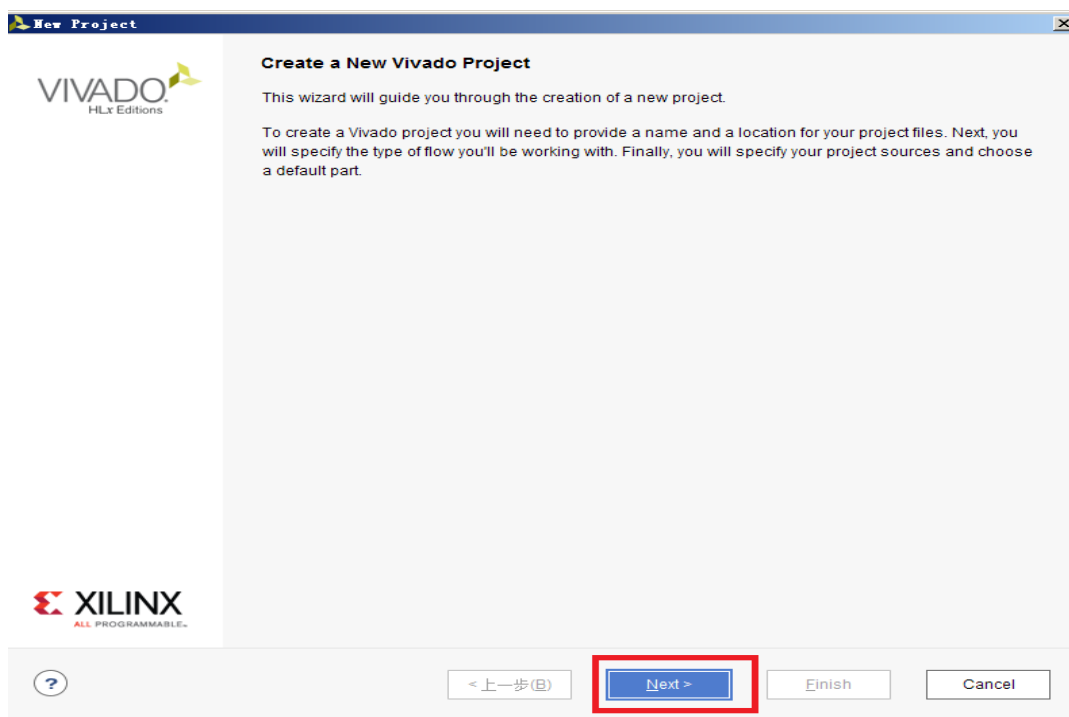 New Project
VIVADO.
HLx Editions
Create a New Vivado Project
This wizard will guide you through the creation of a new project.
To create a Vivado project you will need to provide a name and a location for your project files. Next, you
will specify the type of flow you'll be working with. Finally, you will specify your project sources and choose
a default part.
XILINX
ALL PROGRAMMABLE™
?
< 上一步(B)
Next >
Finish
Cancel